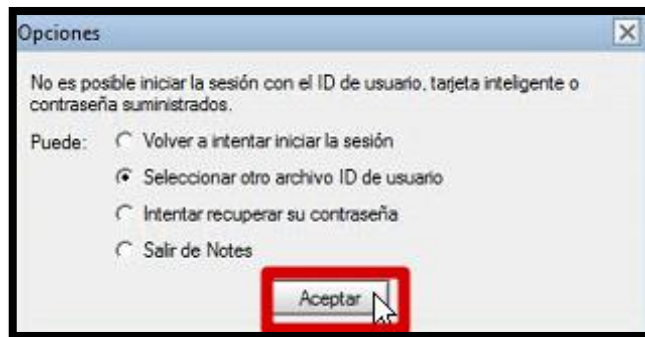 Opciones
No es posible iniciar la sesión con el ID de usuario, tarjeta inteligente o
contraseña suministrados.
Puede: Volver a intentar iniciar la sesión
Seleccionar otro archivo ID de usuario
Intentar recuperar su contraseña
Salir de Notes
Aceptar